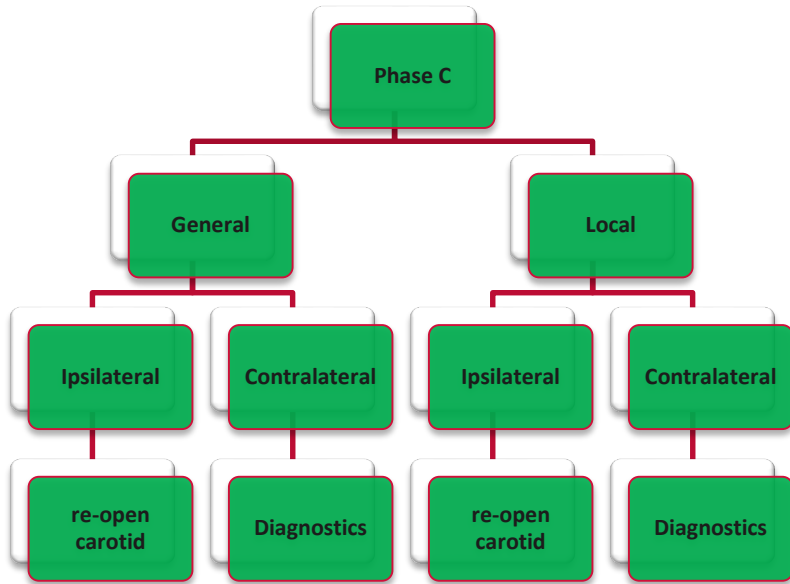 Phase C
General
Local
Ipsilateral
Contralateral
Ipsilateral
Contralateral
re-open
carotid
Diagnostics
re-open
carotid
Diagnostics